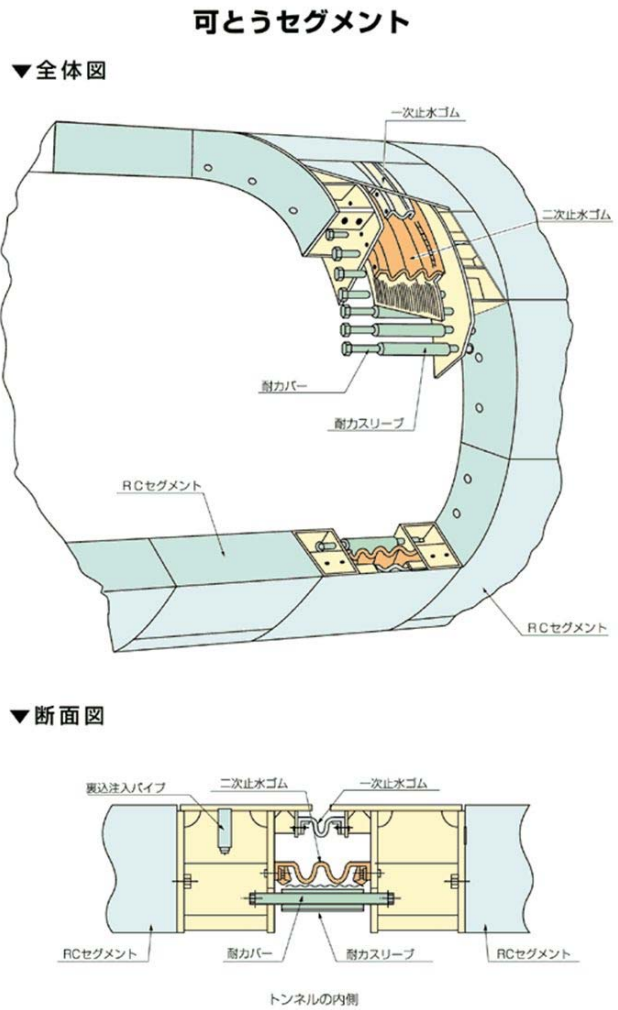 可とうセグメント
▼全体図
一次止水ゴム
二次止水ゴム
耐力バー
耐力スリーブ
RCセグメント
RCセグメント
▼断面図
裏込注入パイプ
二次止水ゴム
一次止水ゴム
RCセグメント
耐力バー
耐力スリーブ
RCセグメント
トンネルの内側